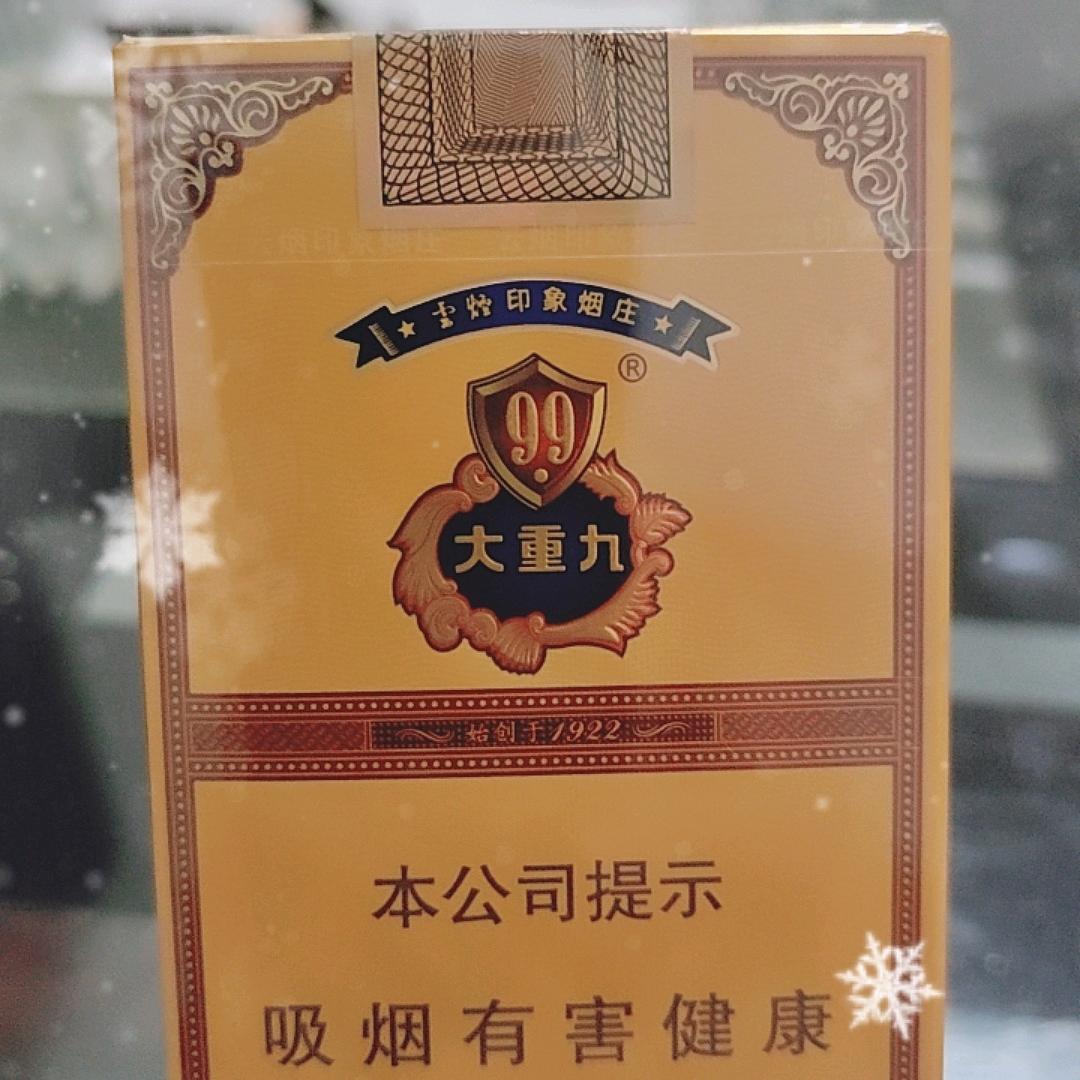 雲烟印象烟庄
®
99
大重九
始创于1922
本公司提示
吸烟有害健康